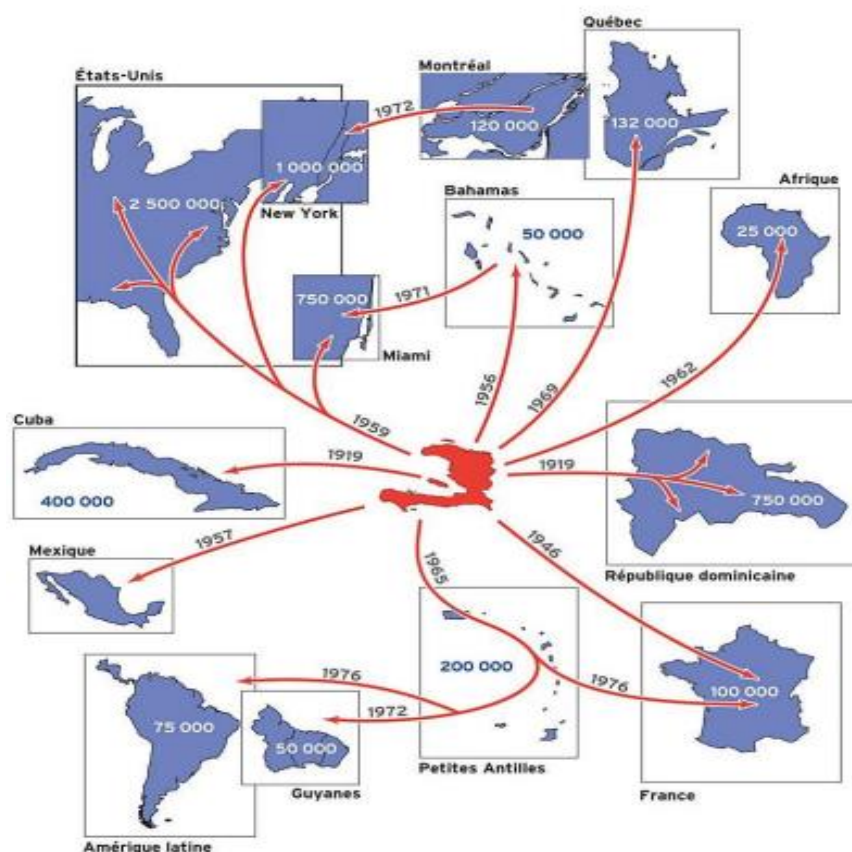 Québec
États-Unis
Montréal
1972
120 000
132 000
1 000 000
Afrique
2 500 000
New York
Bahamas
50 000
25 000
750 000
1971
Miami
1956
1969
1962
1959
Cuba
1919
1919
400 000
750 000
1957
1946
Mexique
1965
République dominicaine
200 000
1976
1976
100 000
75 000
1972
50 000
Petites Antilles
Guyanes
France
Amérique latine